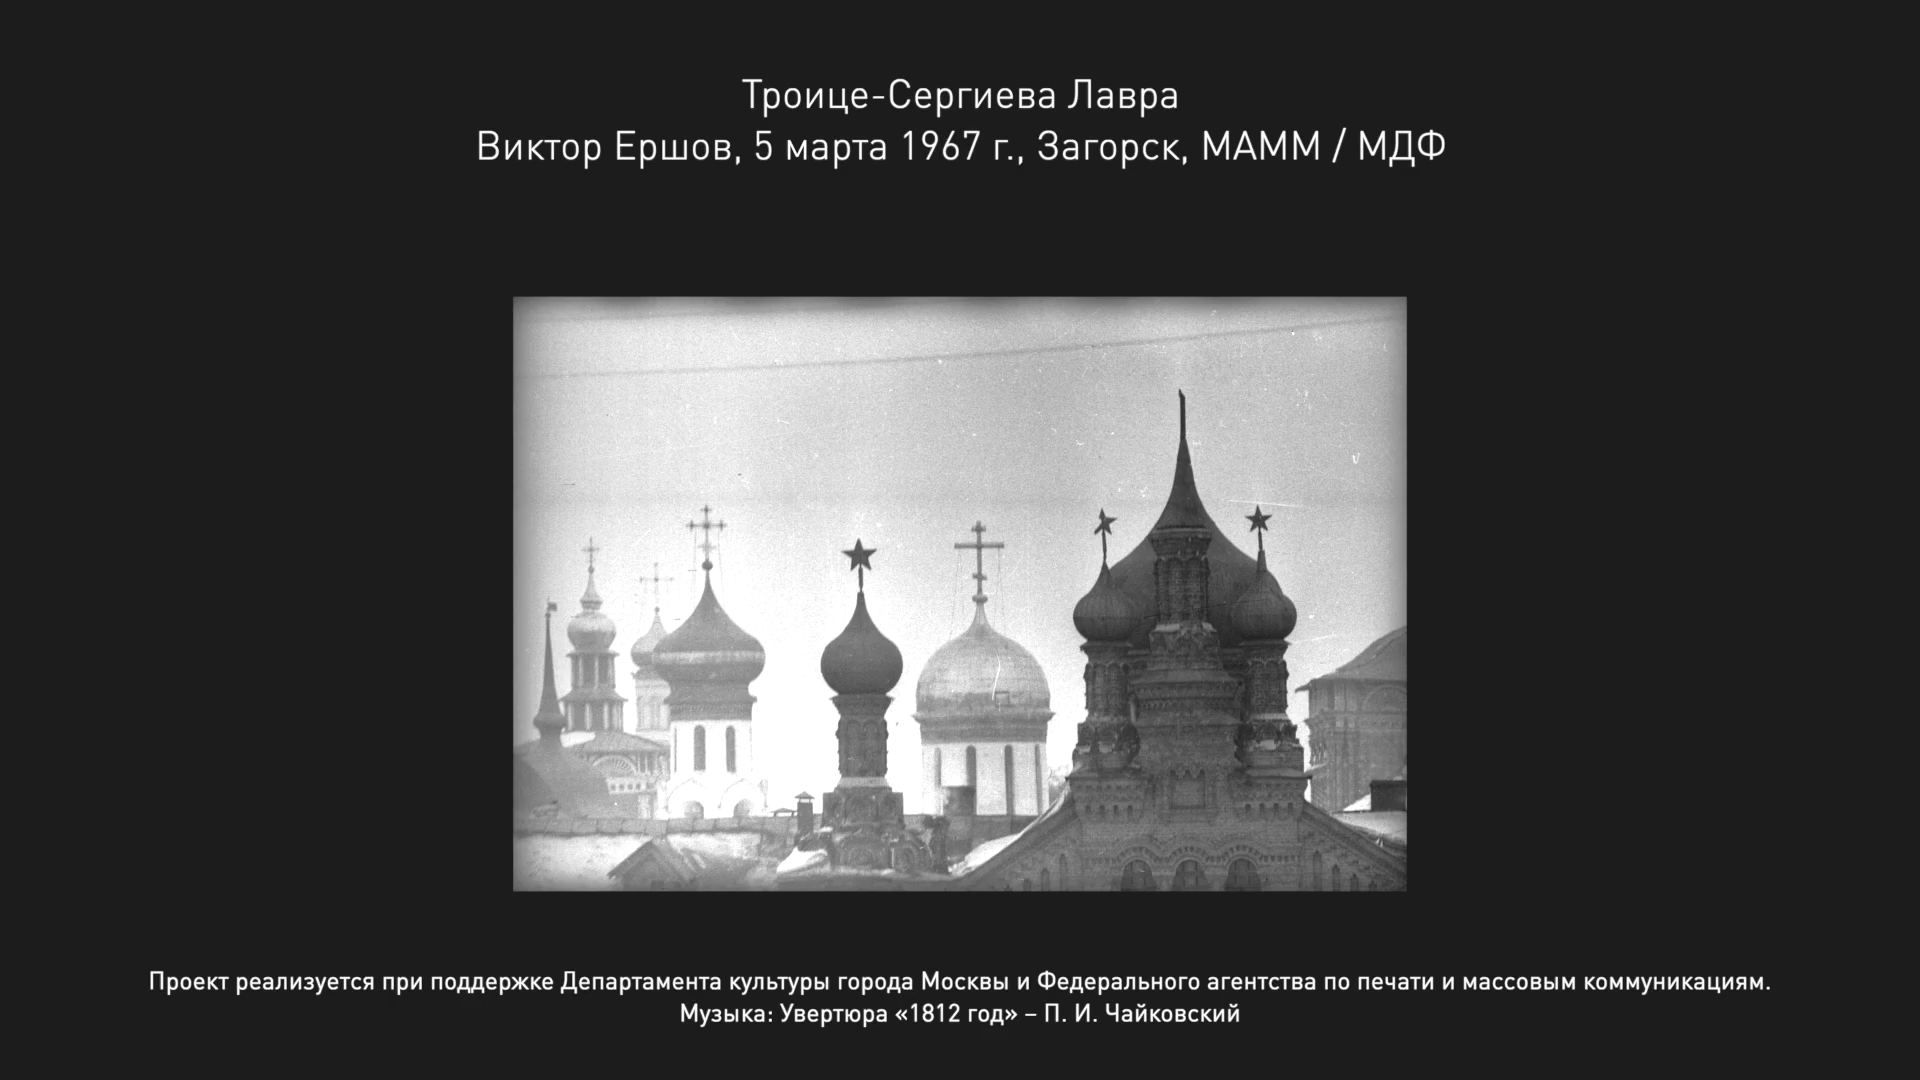 Троице-Сергиева Лавра
Виктор Ершов, 5 марта 1967 г., Загорск, МАММ / МДФ
Проект реализуется при поддержке Департамента культуры города Москвы и Федерального агентства по печати и массовым коммуникациям.
Музыка: Увертюра «1812 год» – П. И. Чайковский